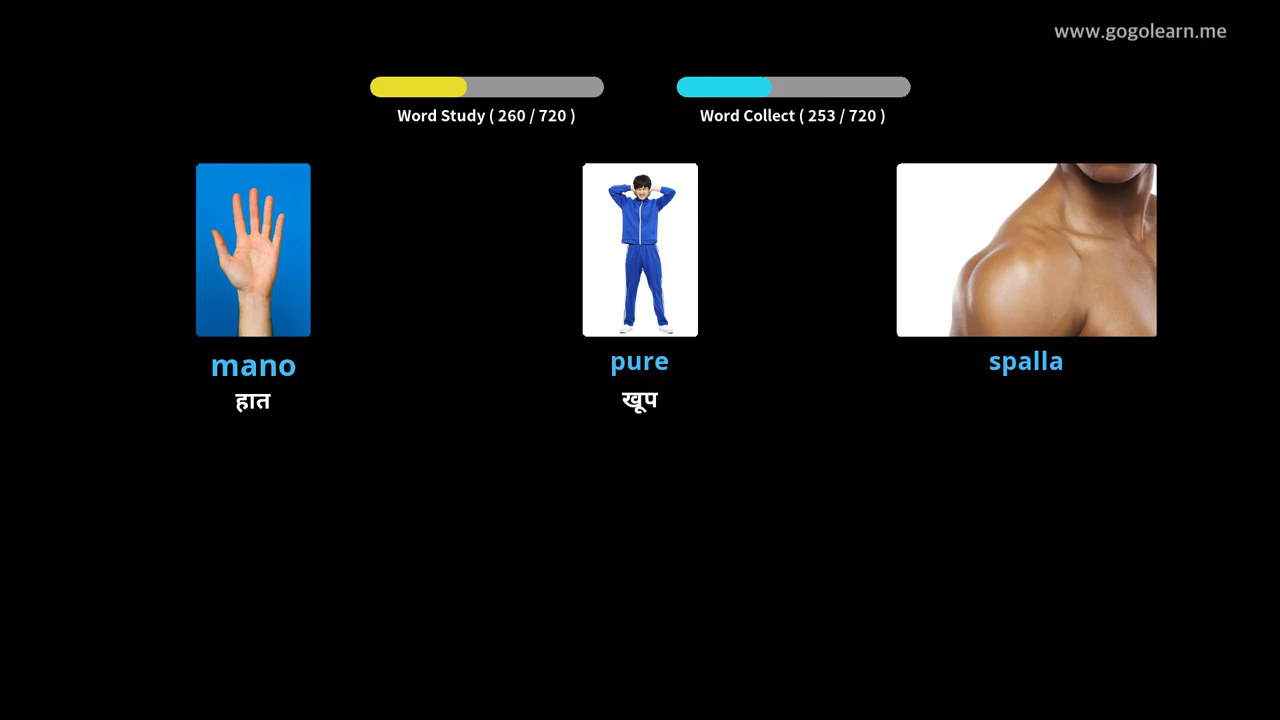 www.gogolearn.me
Word Study ( 260 / 720 )
Word Collect ( 253 / 720 )
mano
हात
pure
खूप
spalla